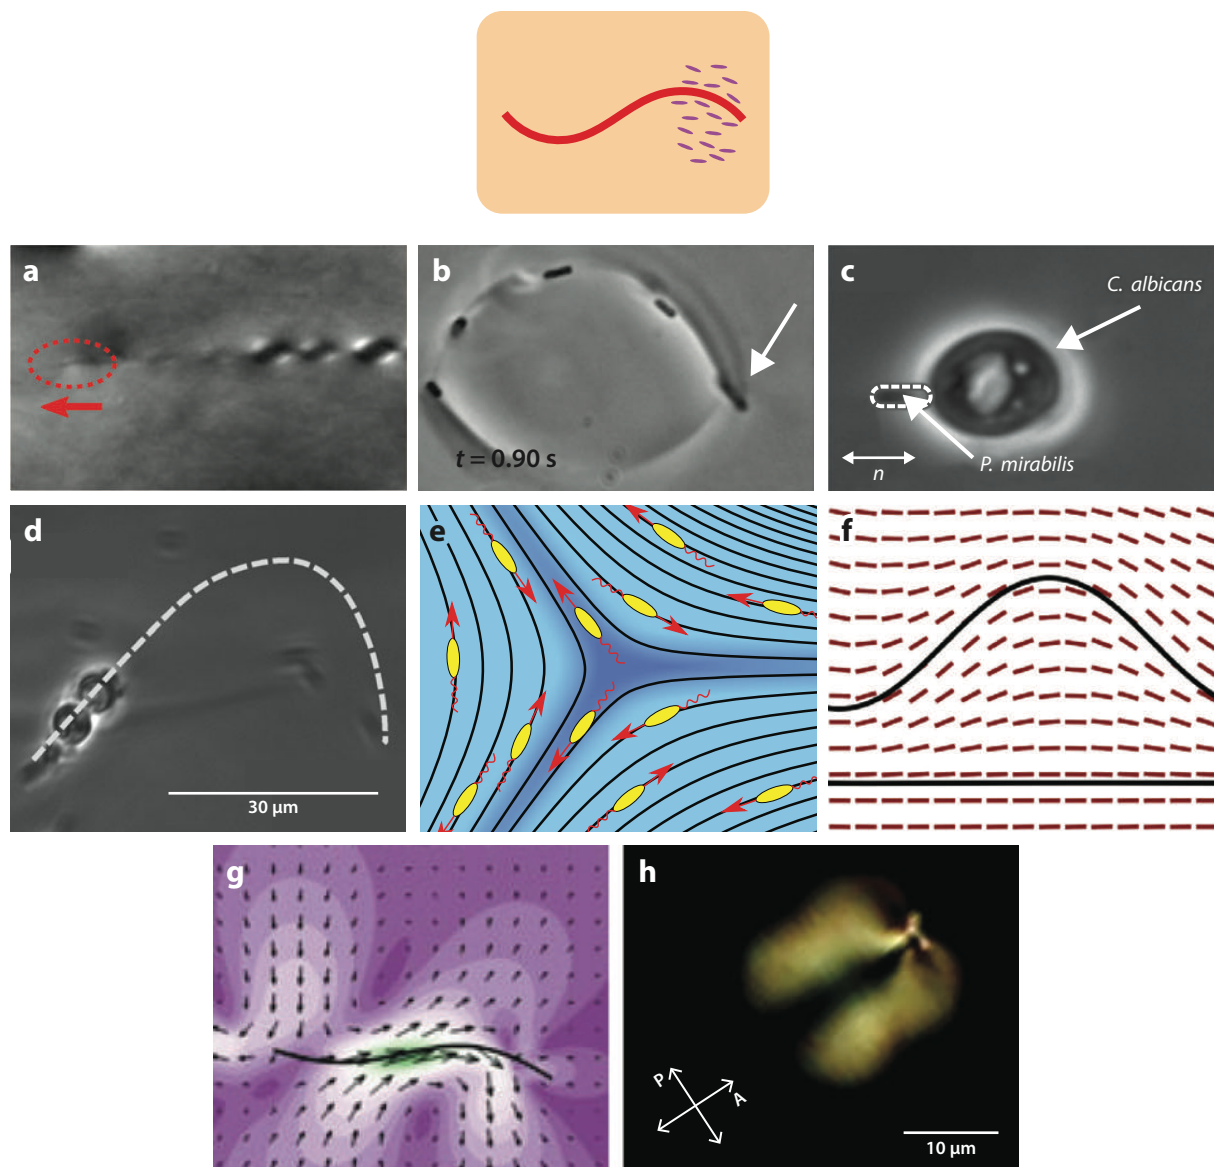 a
b
t = 0.90 s
c
C. albicans
P. mirabilis
n
d
30 μm
e
f
g
h
P
A
10 μm